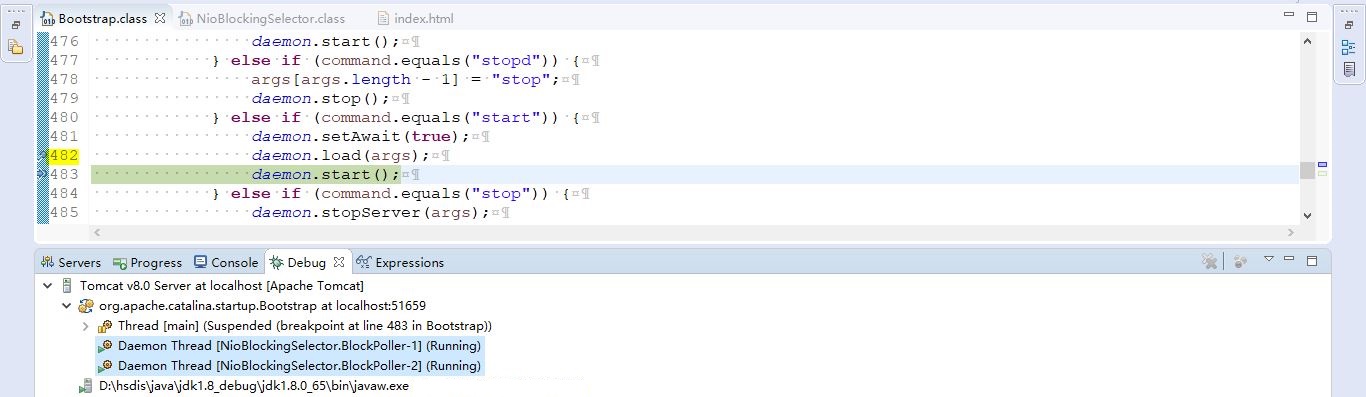 Bootstrap.class NioBlockingSelector.class index.html
476 daemon.start();¤¶
477 } else if (command.equals("stopd")) {¤¶
478 args[args.length - 1] = "stop";¤¶
479 daemon.stop();¤¶
480 } else if (command.equals("start")) {¤¶
481 daemon.setAwait(true);¤¶
482 daemon.load(args);¤¶
483 daemon.start();¤¶
484 } else if (command.equals("stop")) {¤¶
485 daemon.stopServer(args);¤¶
Servers Progress Console Debug Expressions
Tomcat v8.0 Server at localhost [Apache Tomcat]
org.apache.catalina.startup.Bootstrap at localhost:51659
Thread [main] (Suspended (breakpoint at line 483 in Bootstrap))
Daemon Thread [NioBlockingSelector.BlockPoller-1] (Running)
Daemon Thread [NioBlockingSelector.BlockPoller-2] (Running)
D:\hsdis\java\jdk1.8_debug\jdk1.8.0_65\bin\javaw.exe